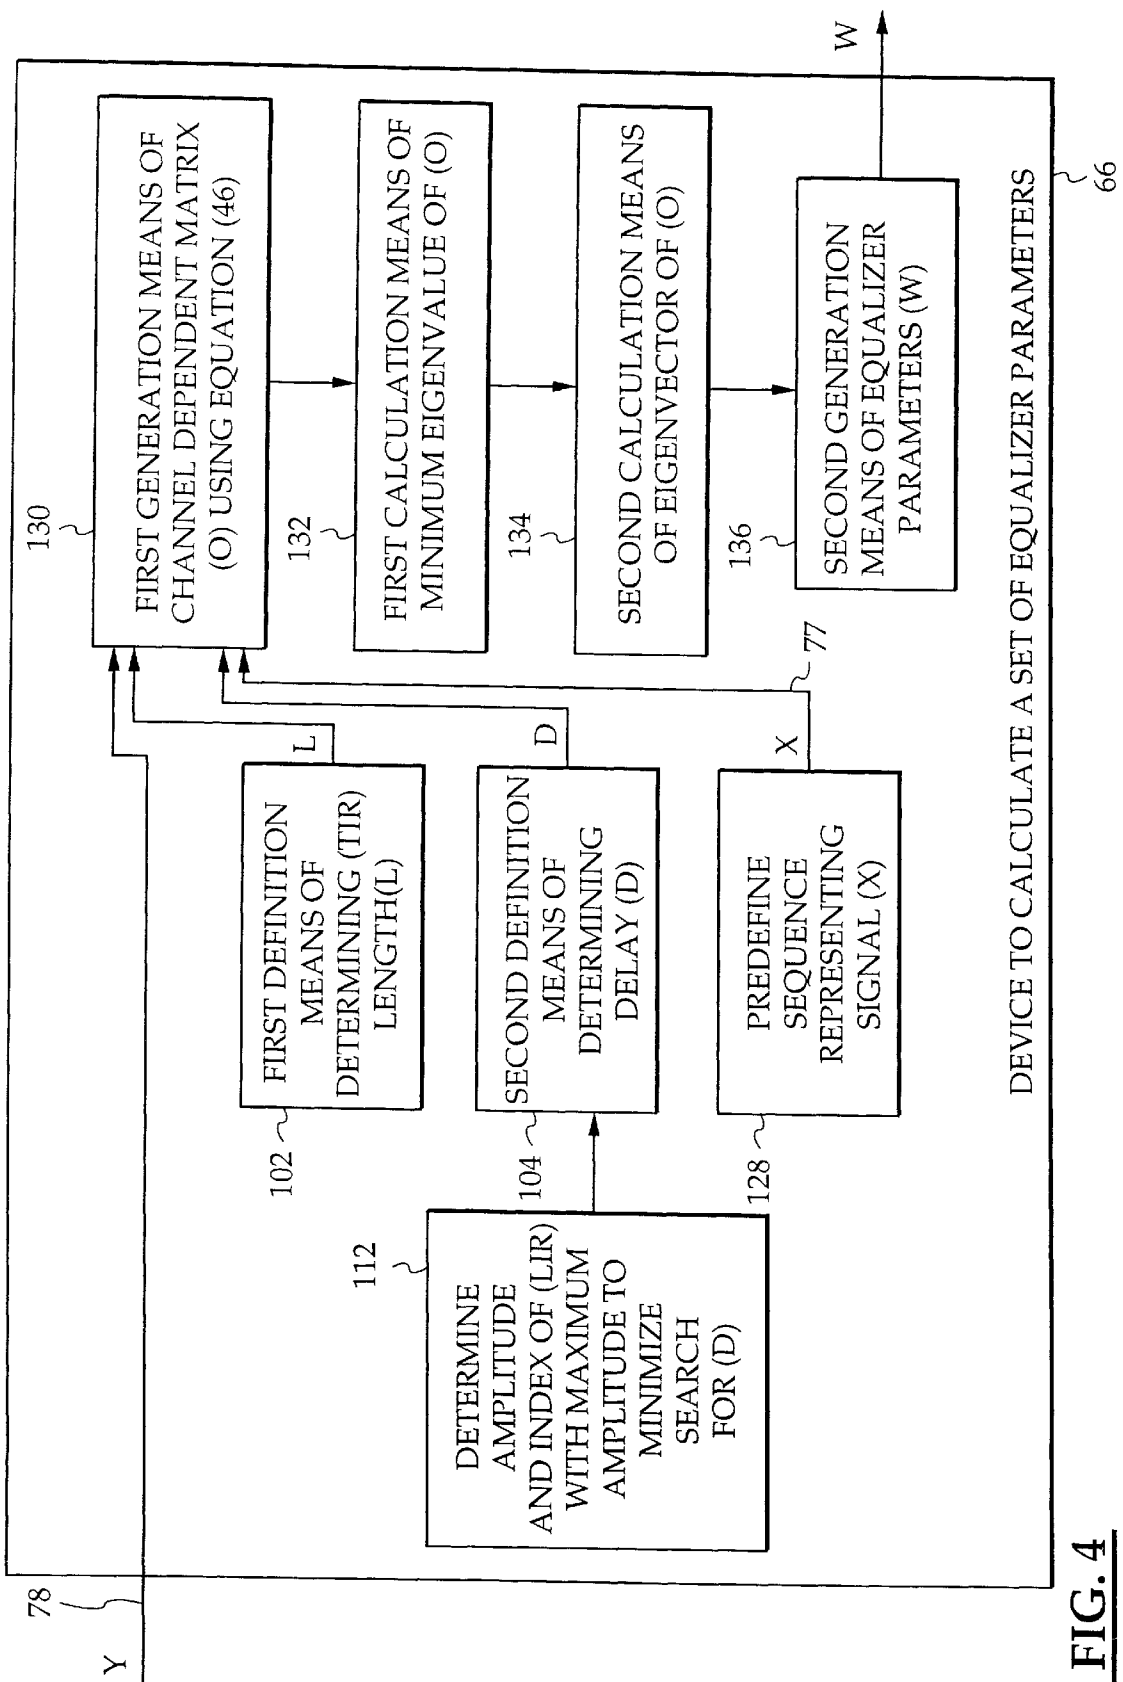 Y
78
112
DETERMINE
AMPLITUDE
AND INDEX OF (LIR)
WITH MAXIMUM
AMPLITUDE TO
MINIMIZE
SEARCH
FOR (D)
102
FIRST DEFINITION
MEANS OF
DETERMINING (TIR)
LENGTH(L)
L
104
SECOND DEFINITION
MEANS OF
DETERMINING
DELAY (D)
D
128
PREDEFINE
SEQUENCE
REPRESENTING
SIGNAL (X)
X
77
130
FIRST GENERATION MEANS OF
CHANNEL DEPENDENT MATRIX
(O) USING EQUATION (46)
132
FIRST CALCULATION MEANS OF
MINIMUM EIGENVALUE OF (O)
134
SECOND CALCULATION MEANS
OF EIGENVECTOR OF (O)
136
SECOND GENERATION
MEANS OF EQUALIZER
PARAMETERS (W)
W
DEVICE TO CALCULATE A SET OF EQUALIZER PARAMETERS
66
FIG. 4